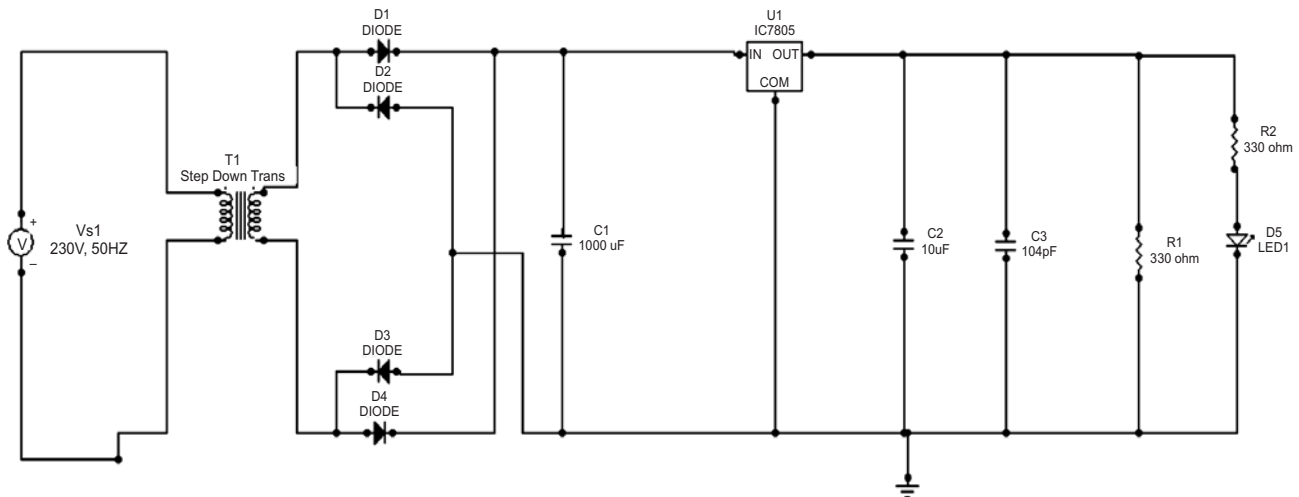 D1
DIODE
D2
DIODE
U1
IC7805
IN OUT
COM
T1
Step Down Trans
+
V
–
Vs1
230V, 50HZ
C1
1000 uF
D3
DIODE
D4
DIODE
C2
10uF
C3
104pF
R1
330 ohm
R2
330 ohm
D5
LED1